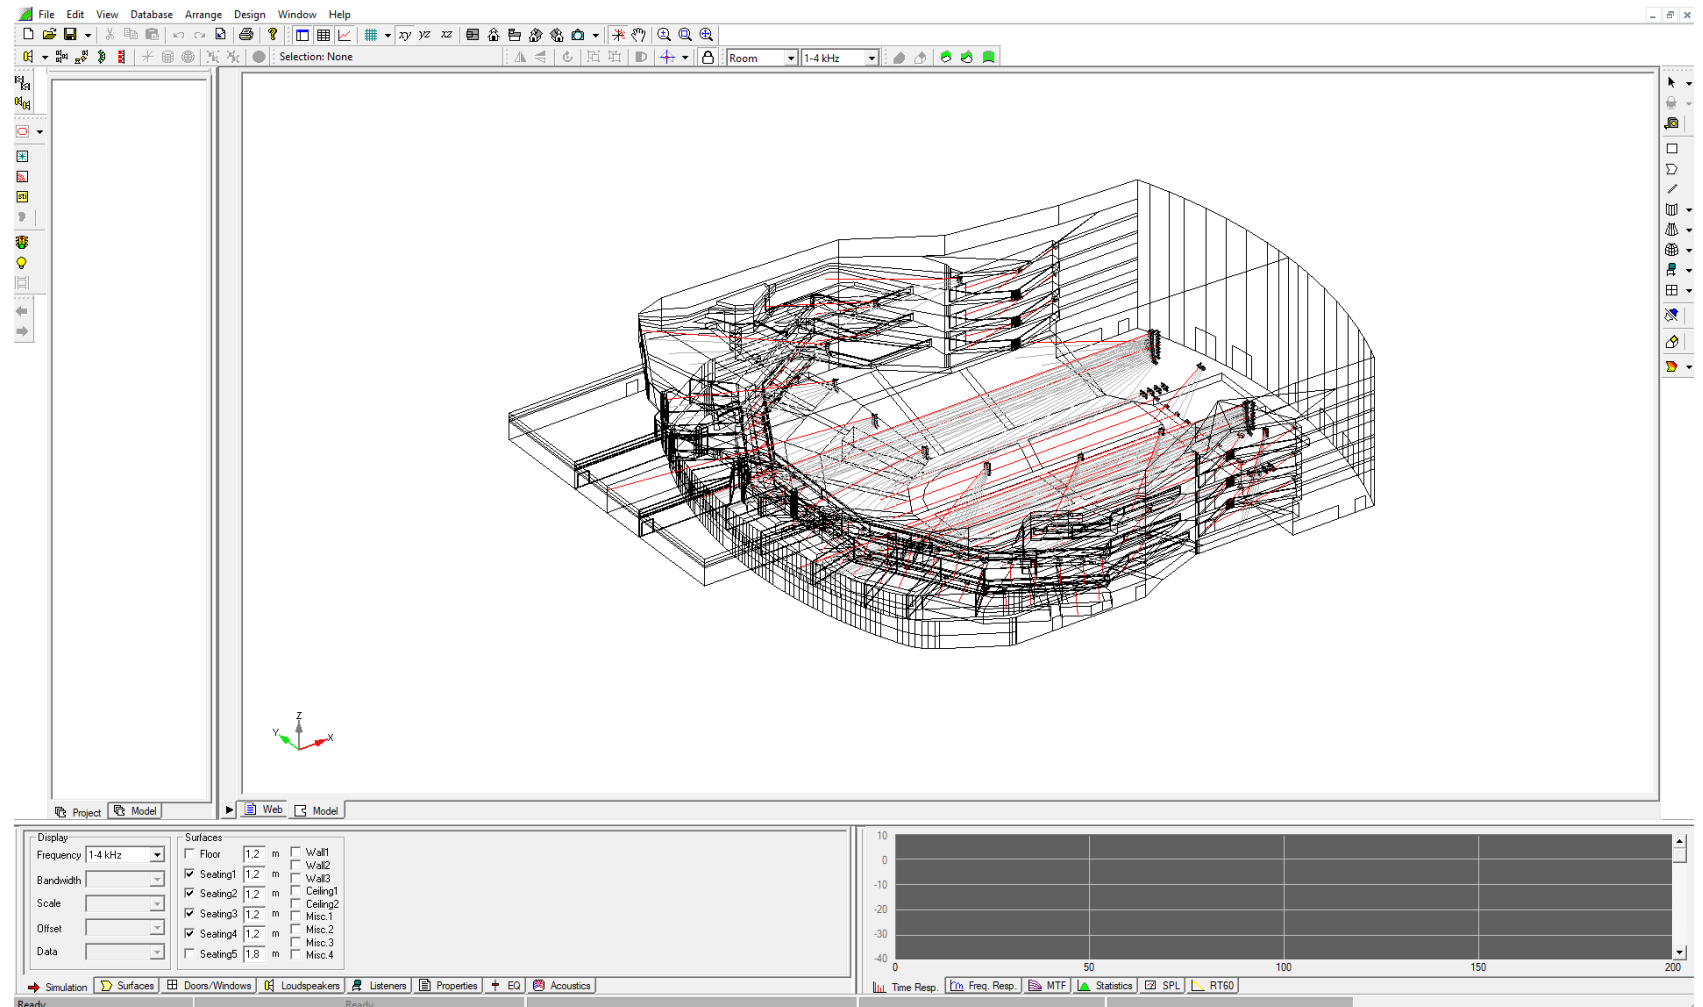 File Edit View Database Arrange Design Window Help
xy yz xz
Selection: None Room 1-4 kHz
STI
Z
Y X
Project Model Web Model
Display Surfaces
Frequency 1-4 kHz Floor 1,2 m Wall1
Wall2
Bandwidth Seating1 1,2 m Wall3
Scale Seating2 1,2 m Ceiling1
Ceiling2
Offset Seating3 1,2 m Misc.1
Data Seating4 1,2 m Misc.2
Misc.3
Seating5 1,8 m Misc.4
10
0
-10
-20
-30
-40
0 50 100 150 200
Simulation Surfaces Doors/Windows Loudspeakers Listeners Properties EQ Acoustics Time Resp. Freq. Resp. MTF Statistics SPL RT60
Ready Ready